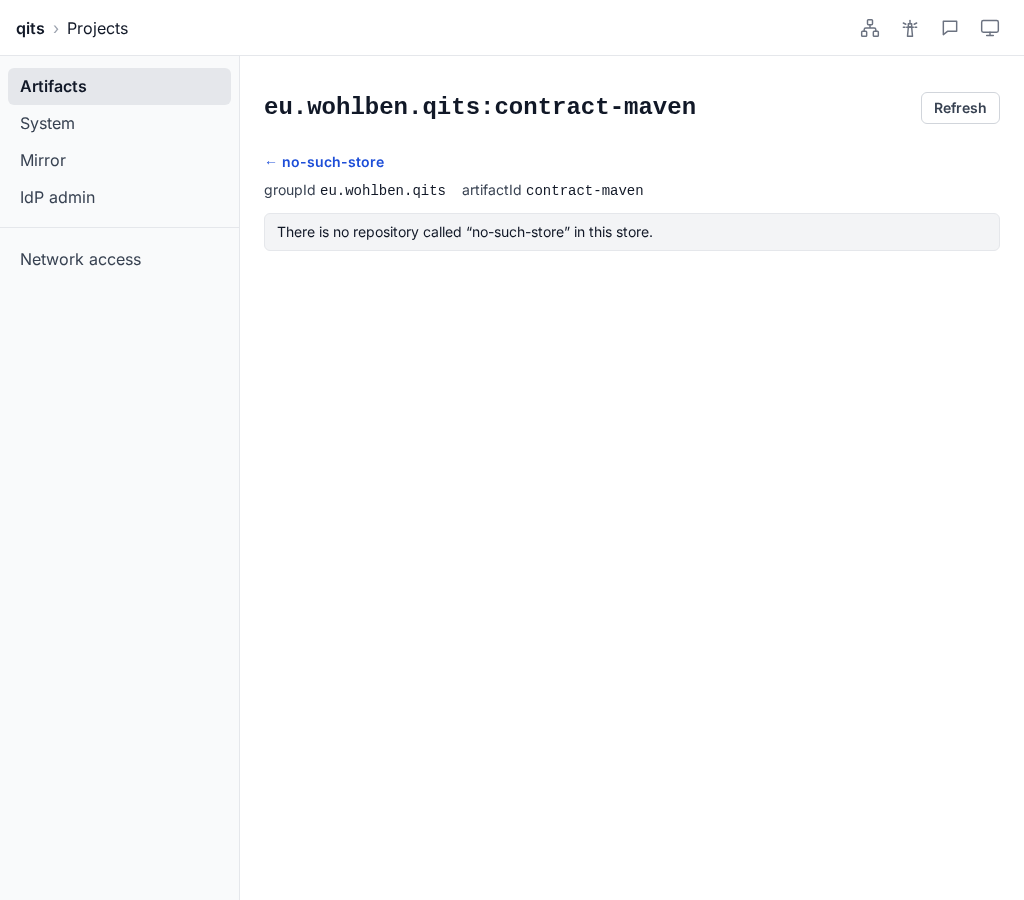 qits › Projects
Artifacts
System
Mirror
IdP admin
Network access
eu.wohlben.qits:contract-maven
Refresh
← no-such-store
groupId eu.wohlben.qits artifactId contract-maven
There is no repository called “no-such-store” in this store.